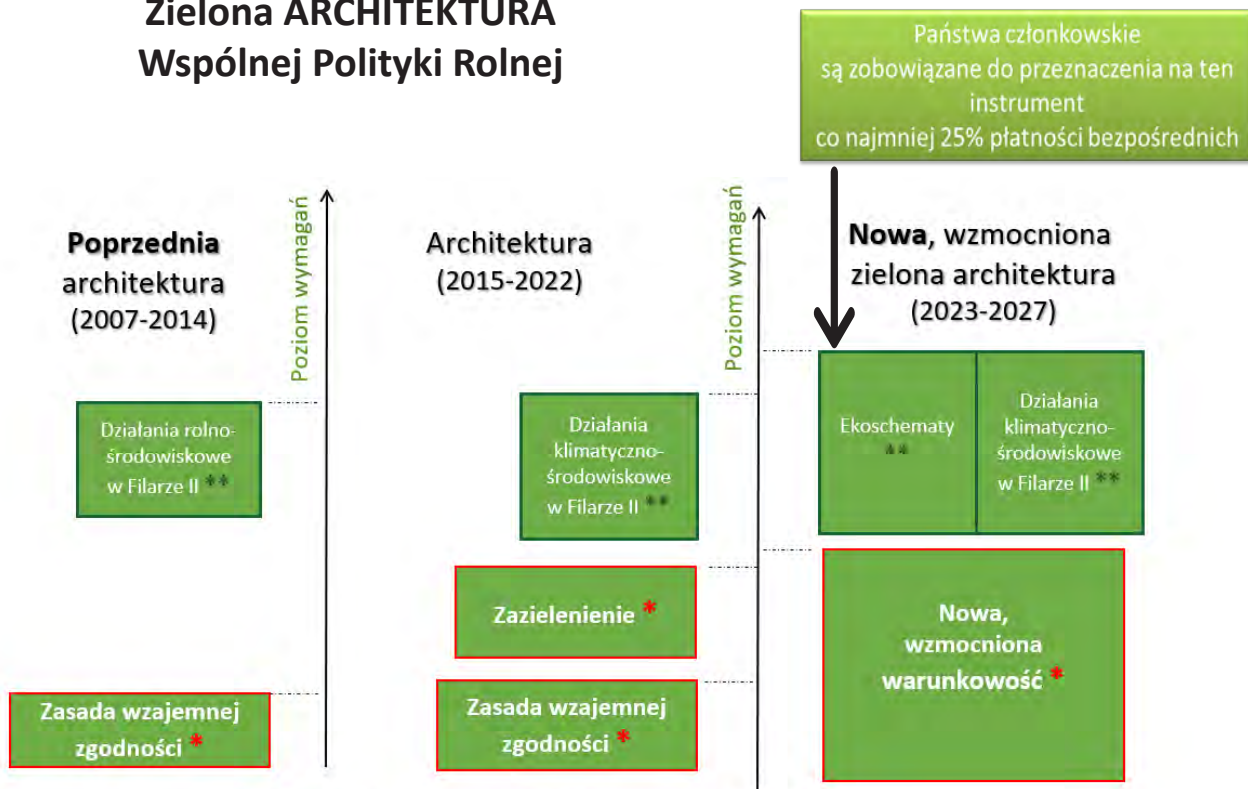 Zielona ARCHITEKTURA
Wspólnej Polityki Rolnej
Państwa członkowskie
są zobowiązane do przeznaczenia na ten
instrument
co najmniej 25% płatności bezpośrednich
Poprzednia
architektura
(2007-2014)
Poziom wymagań
Działania rolno-
środowiskowe
w Filarze II **
Zasada wzajemnej
zgodności *
Architektura
(2015-2022)
Poziom wymagań
Działania
klimatyczno-
środowiskowe
w Filarze II **
Zazielenienie *
Zasada wzajemnej
zgodności *
Nowa, wzmocniona
zielona architektura
(2023-2027)
Ekoschematy
**
Działania
klimatyczno-
środowiskowe
w Filarze II **
Nowa,
wzmocniona
warunkowość *